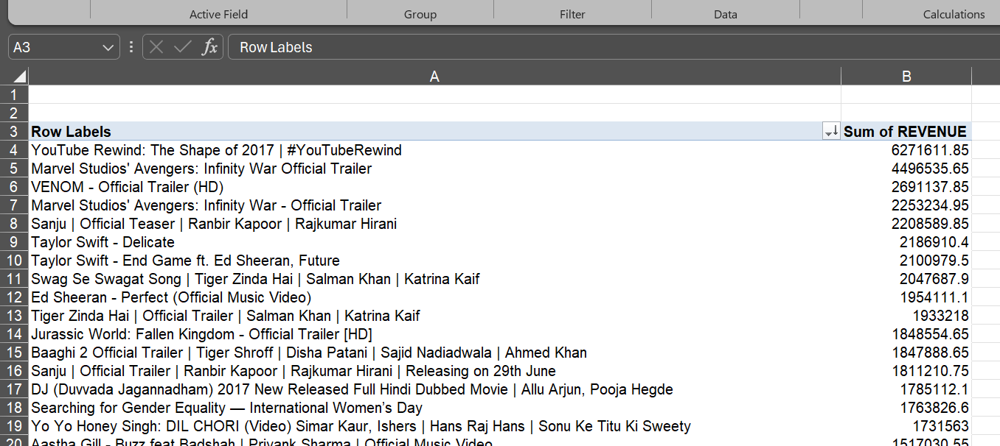 Active Field Group Filter Data Calculations
A3 fx Row Labels
A B
1
2
3 Row Labels Sum of REVENUE
4 YouTube Rewind: The Shape of 2017 | #YouTubeRewind 6271611.85
5 Marvel Studios' Avengers: Infinity War Official Trailer 4496535.65
6 VENOM - Official Trailer (HD) 2691137.85
7 Marvel Studios' Avengers: Infinity War - Official Trailer 2253234.95
8 Sanju | Official Teaser | Ranbir Kapoor | Rajkumar Hirani 2208589.85
9 Taylor Swift - Delicate 2186910.4
10 Taylor Swift - End Game ft. Ed Sheeran, Future 2100979.5
11 Swag Se Swagat Song | Tiger Zinda Hai | Salman Khan | Katrina Kaif 2047687.9
12 Ed Sheeran - Perfect (Official Music Video) 1954111.1
13 Tiger Zinda Hai | Official Trailer | Salman Khan | Katrina Kaif 1933218
14 Jurassic World: Fallen Kingdom - Official Trailer [HD] 1848554.65
15 Baaghi 2 Official Trailer | Tiger Shroff | Disha Patani | Sajid Nadiadwala | Ahmed Khan 1847888.65
16 Sanju | Official Trailer | Ranbir Kapoor | Rajkumar Hirani | Releasing on 29th June 1811210.75
17 DJ (Duvvada Jagannadham) 2017 New Released Full Hindi Dubbed Movie | Allu Arjun, Pooja Hegde 1785112.1
18 Searching for Gender Equality — International Women’s Day 1763826.6
19 Yo Yo Honey Singh: DIL CHORI (Video) Simar Kaur, Ishers | Hans Raj Hans | Sonu Ke Titu Ki Sweety 1731563
20 Aastha Gill - Buzz feat Badshah | Priyank Sharma | Official Music Video 1517030.55